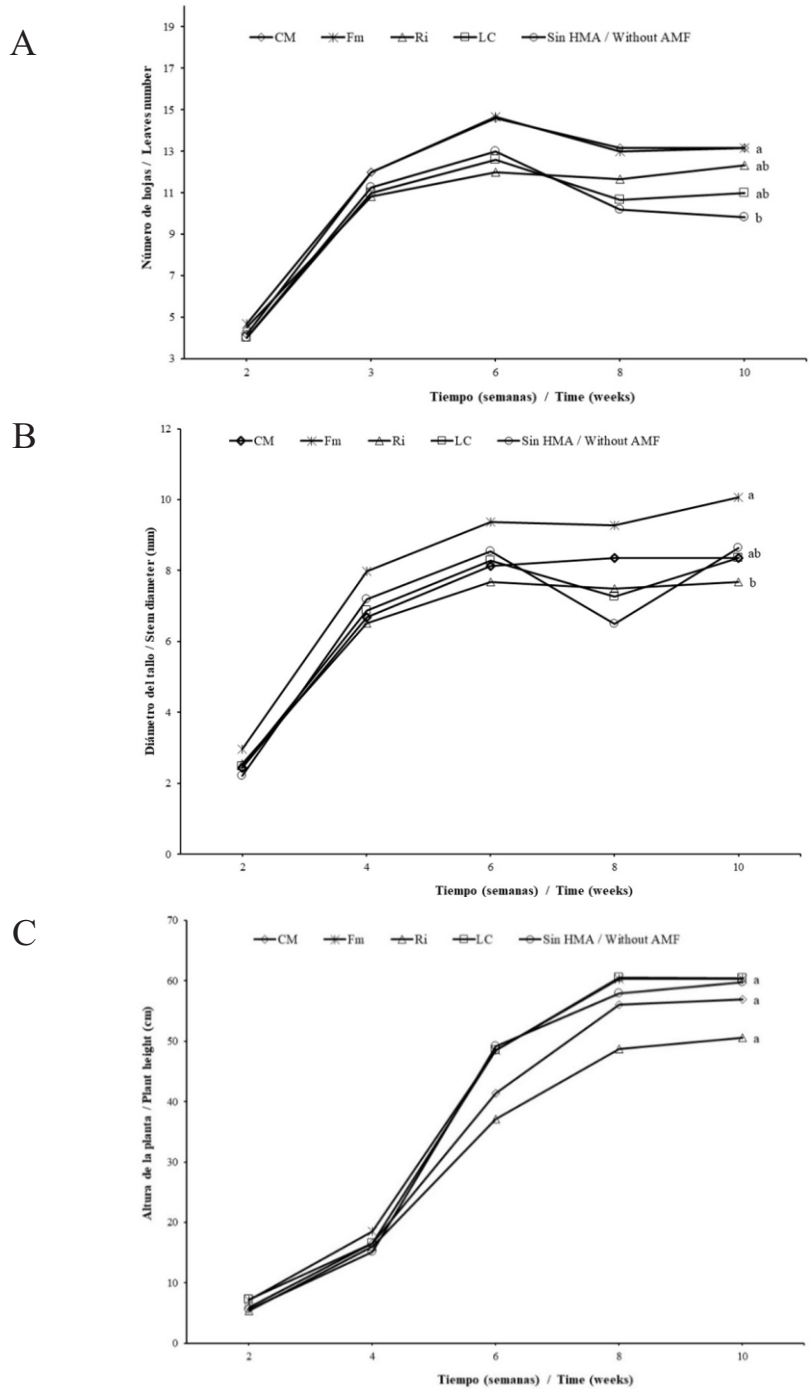 A
CM Fm Ri LC Sin HMA / Without AMF
Número de hojas / Leaves number
19
17
15
13
11
9
7
5
3
a
ab
ab
b
2 3 6 8 10
Tiempo (semanas) / Time (weeks)
B
CM Fm Ri LC Sin HMA / Without AMF
Diámetro del tallo / Stem diameter (mm)
12
10
8
6
4
2
0
a
ab
b
2 4 6 8 10
Tiempo (semanas) / Time (weeks)
C
CM Fm Ri LC Sin HMA / Without AMF
Altura de la planta / Plant height (cm)
70
60
50
40
30
20
10
0
a
a
a
2 4 6 8 10
Tiempo (semanas) / Time (weeks)